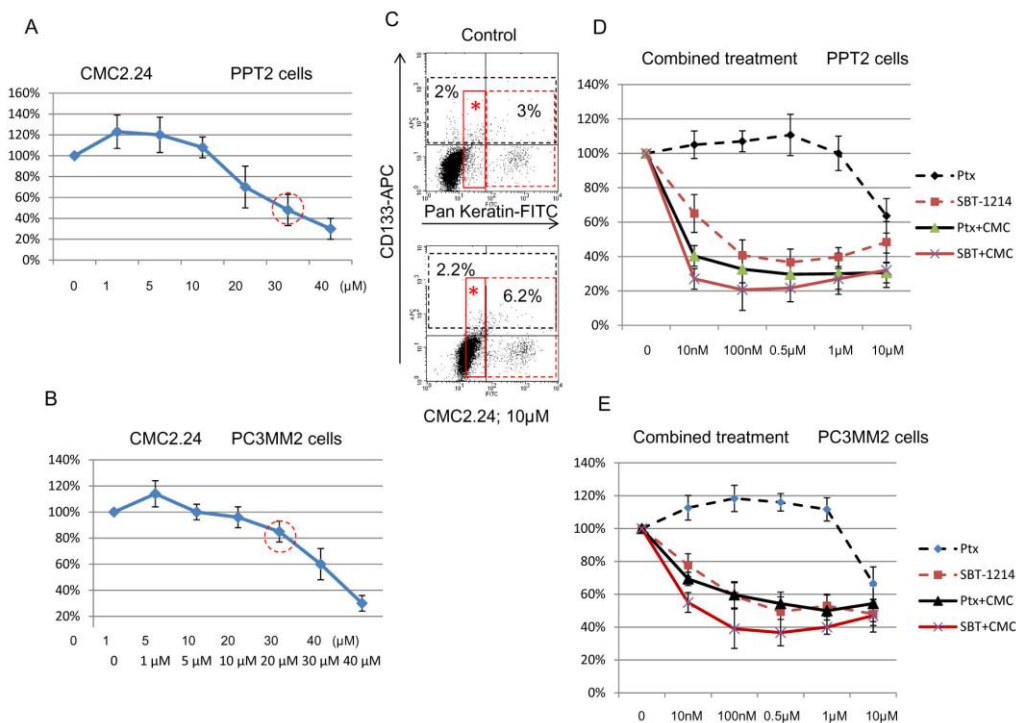 A
CMC2.24 PPT2 cells
160%
140%
120%
100%
80%
60%
40%
20%
0%
0 1 5 10 20 30 40 (µM)
B
CMC2.24 PC3MM2 cells
140%
120%
100%
80%
60%
40%
20%
0 1 5 10 20 30 40 (µM)
0 1 µM 5 µM 10 µM 20 µM 30 µM 40 µM
C
Control
2%
*
3%
APC
FITC
CD133-APC
Pan Keratin-FITC
2.2%
*
6.2%
APC
FITC
CMC2.24; 10µM
D
Combined treatment PPT2 cells
140%
120%
100%
80%
60%
40%
20%
0%
0 10nM 100nM 0.5µM 1µM 10µM
Ptx
SBT-1214
Ptx+CMC
SBT+CMC
E
Combined treatment PC3MM2 cells
140%
120%
100%
80%
60%
40%
20%
0%
0 10nM 100nM 0.5µM 1µM 10µM
Ptx
SBT-1214
Ptx+CMC
SBT+CMC